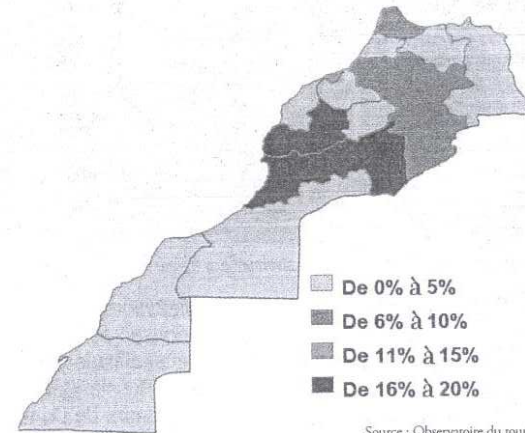 De 0% à 5%
De 6% à 10%
De 11% à 15%
De 16% à 20%
Source : Observatoire du tour